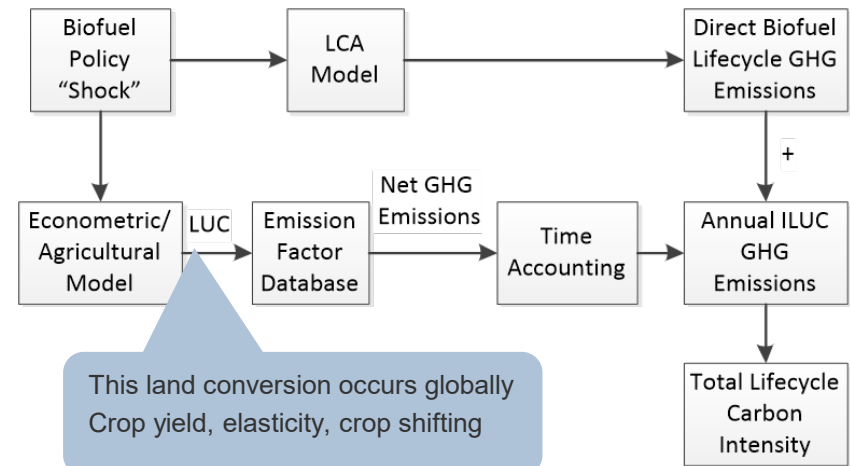 Biofuel
Policy
“Shock”
LCA
Model
Direct Biofuel
Lifecycle GHG
Emissions
+
Econometric/
Agricultural
Model
LUC
Emission
Factor
Database
Net GHG
Emissions
Time
Accounting
Annual ILUC
GHG
Emissions
This land conversion occurs globally
Crop yield, elasticity, crop shifting
Total Lifecycle
Carbon
Intensity